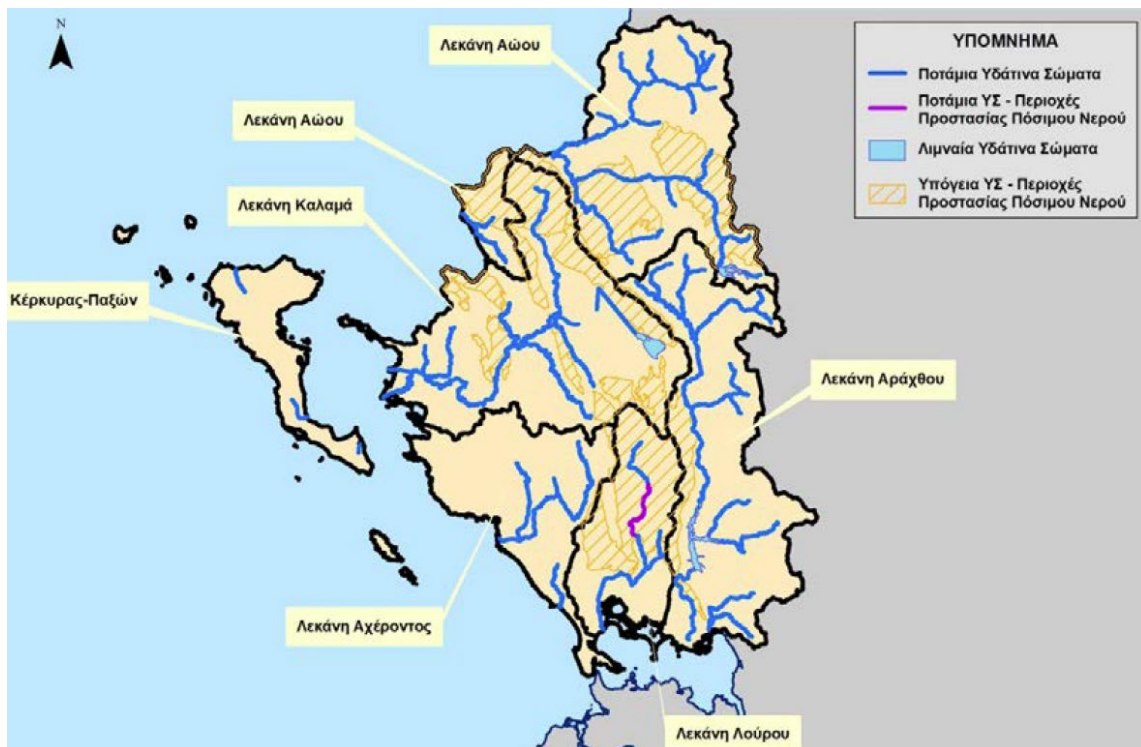 N
Λεκάνη Αώου
ΥΠΟΜΝΗΜΑ
Ποτάμια Υδάτινα Σώματα
Ποτάμια ΥΣ - Περιοχές
Προστασίας Πόσιμου Νερού
Λιμναία Υδάτινα Σώματα
Υπόγεια ΥΣ - Περιοχές
Προστασίας Πόσιμου Νερού
Λεκάνη Αώου
Λεκάνη Καλαμά
Κέρκυρας-Παξών
Λεκάνη Αράχθου
Λεκάνη Αχέροντος
Λεκάνη Λούρου